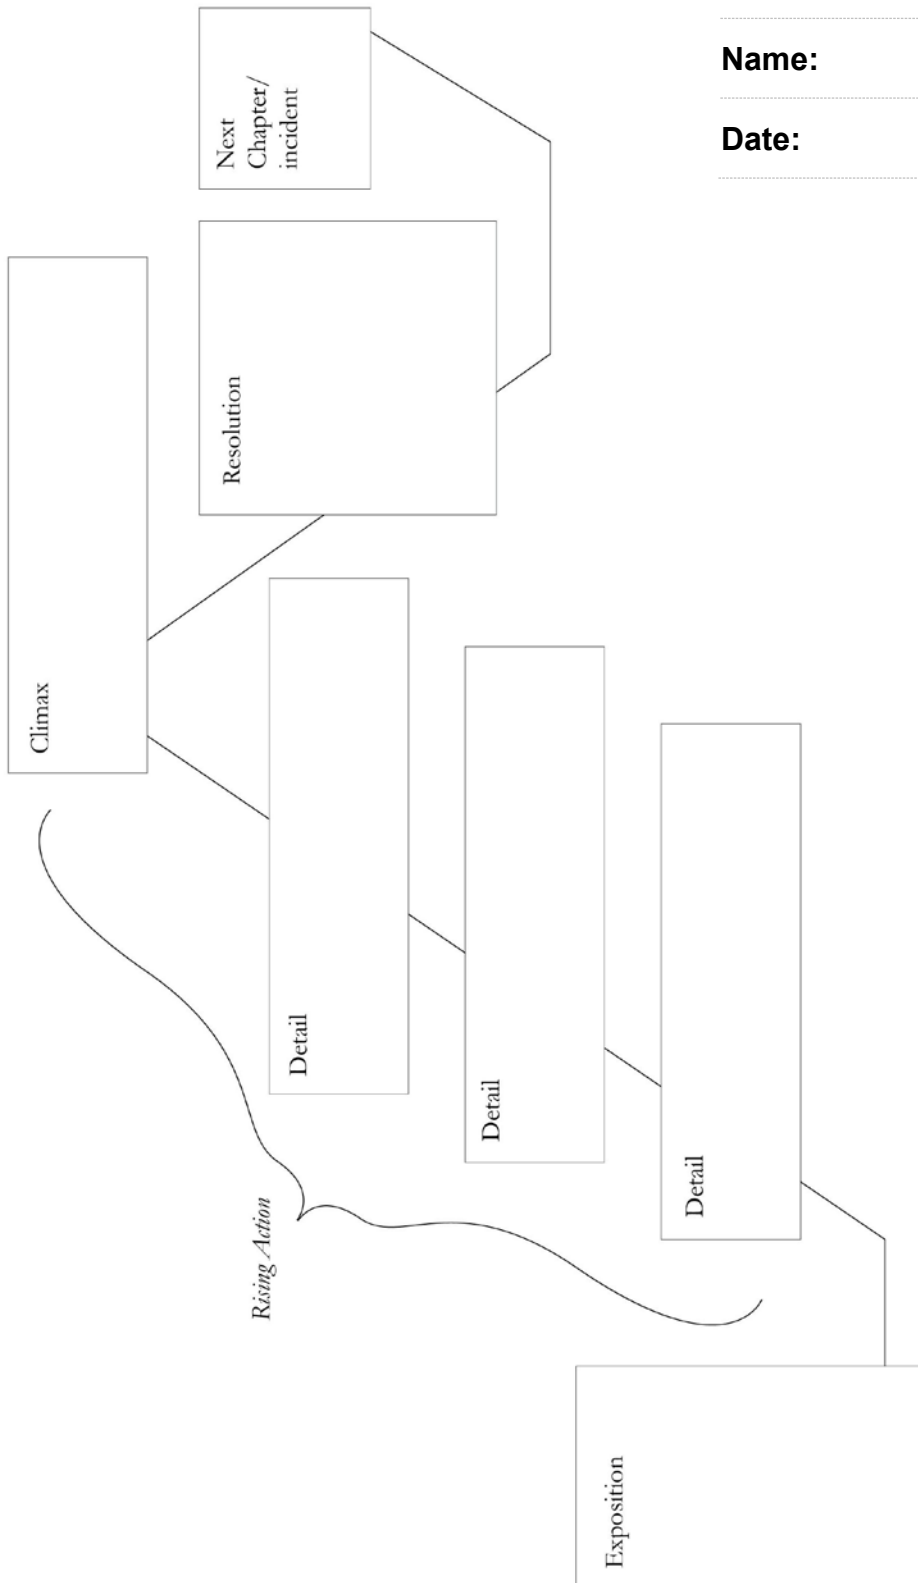 Name:
Date:
Exposition
Rising Action
Detail
Detail
Detail
Climax
Resolution
Next
Chapter/
incident